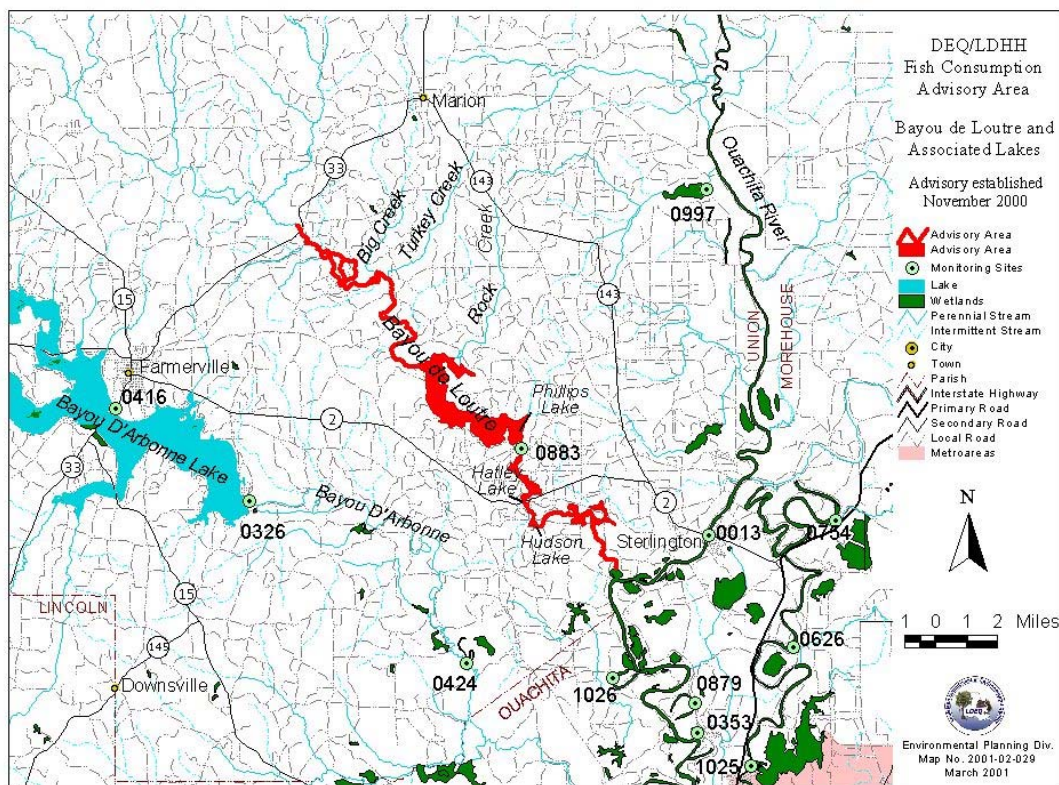 Marion
33
143
Big Creek
Turkey Creek
Rock Creek
Ouachita River
0997
15
143
UNION
MOREHOUSE
Farmerville
0416
Bayou de Loutre
Phillips
Lake
2
0883
Bayou D'Arbonne Lake
33
Hatley
Lake
2
0326
Bayou D'Arbonne
0013
0754
Sterlington
Hudson
Lake
LINCOLN
15
145
Downsville
0424
OUACHITA
1026
0626
0879
0353
1025
DEQ/LDHH
Fish Consumption
Advisory Area
Bayou de Loutre and
Associated Lakes
Advisory established
November 2000
Advisory Area
Advisory Area
Monitoring Sites
Lake
Wetlands
Perennial Stream
Intermittent Stream
City
Town
Parish
Interstate Highway
Primary Road
Secondary Road
Local Road
Metroareas
N
1 0 1 2 Miles
LDEQ
Environmental Planning Div.
Map No. 2001-02-029
March 2001